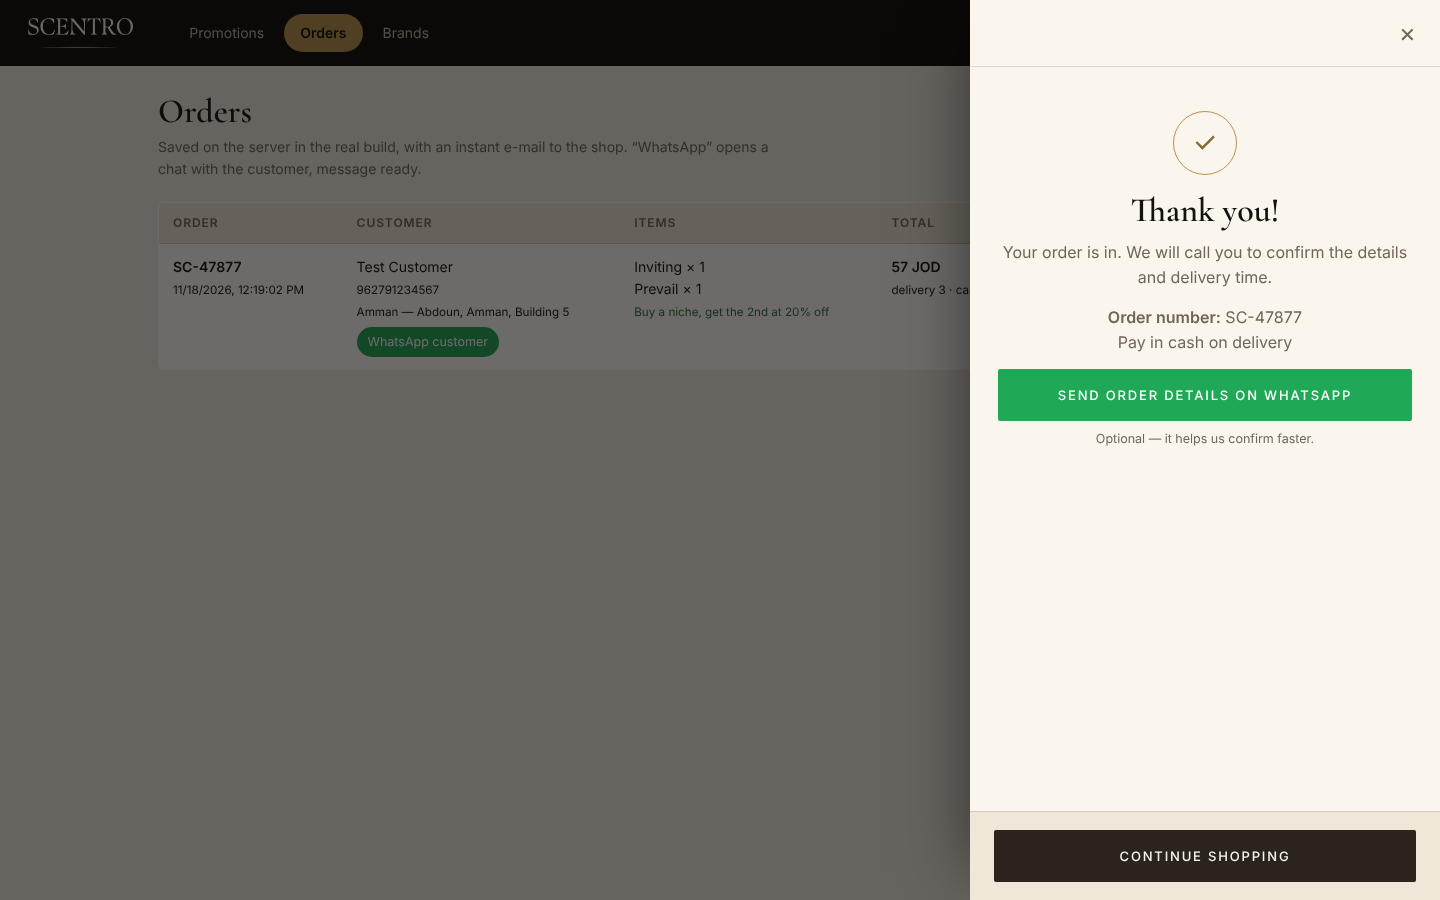 SCENTRO
Promotions
Orders
Brands
Orders
Saved on the server in the real build, with an instant e-mail to the shop. “WhatsApp” opens a
chat with the customer, message ready.
ORDER
CUSTOMER
ITEMS
TOTAL
SC-47877
11/18/2026, 12:19:02 PM
Test Customer
962791234567
Amman — Abdoun, Amman, Building 5
WhatsApp customer
Inviting × 1
Prevail × 1
Buy a niche, get the 2nd at 20% off
57 JOD
delivery 3 · ca
✕
Thank you!
Your order is in. We will call you to confirm the details
and delivery time.
Order number: SC-47877
Pay in cash on delivery
SEND ORDER DETAILS ON WHATSAPP
Optional — it helps us confirm faster.
CONTINUE SHOPPING